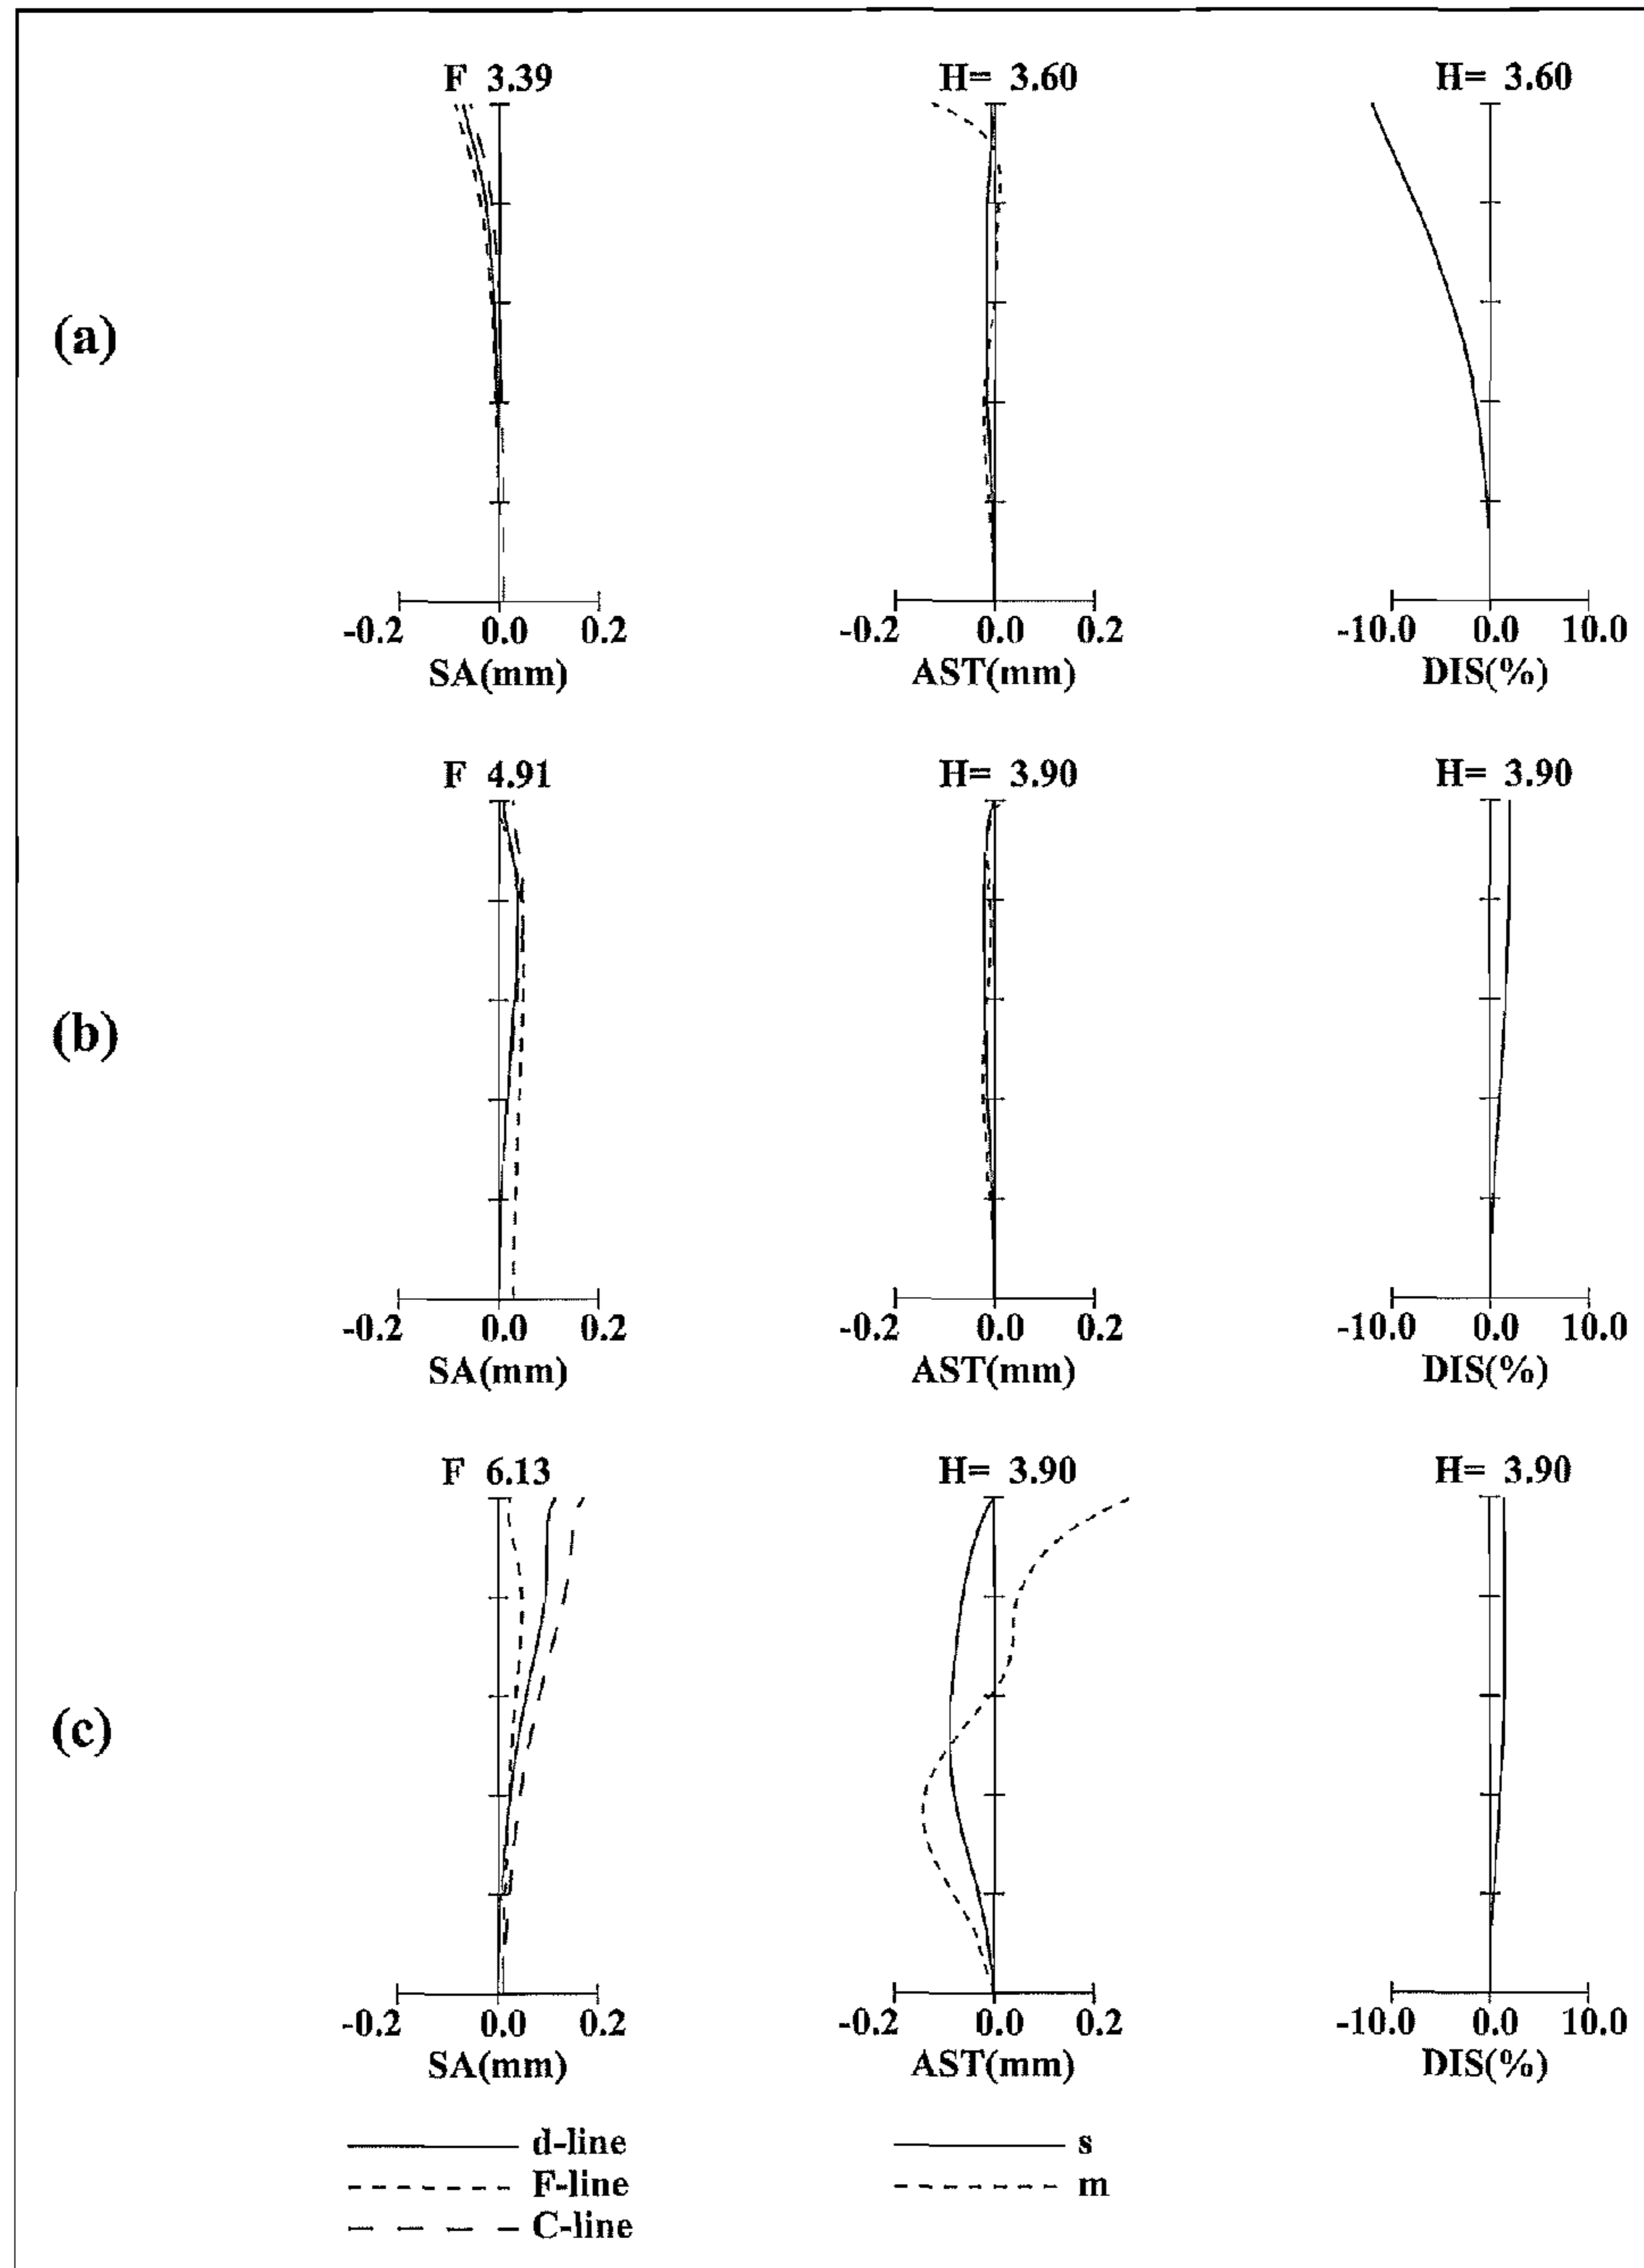 F 3.39 H= 3.60 H= 3.60
(a)
-0.2 0.0 0.2 -0.2 0.0 0.2 -10.0 0.0 10.0
SA(mm) AST(mm) DIS(%)
F 4.91 H= 3.90 H= 3.90
(b)
-0.2 0.0 0.2 -0.2 0.0 0.2 -10.0 0.0 10.0
SA(mm) AST(mm) DIS(%)
F 6.13 H= 3.90 H= 3.90
(c)
-0.2 0.0 0.2 -0.2 0.0 0.2 -10.0 0.0 10.0
SA(mm) AST(mm) DIS(%)
d-line s
F-line m
C-line